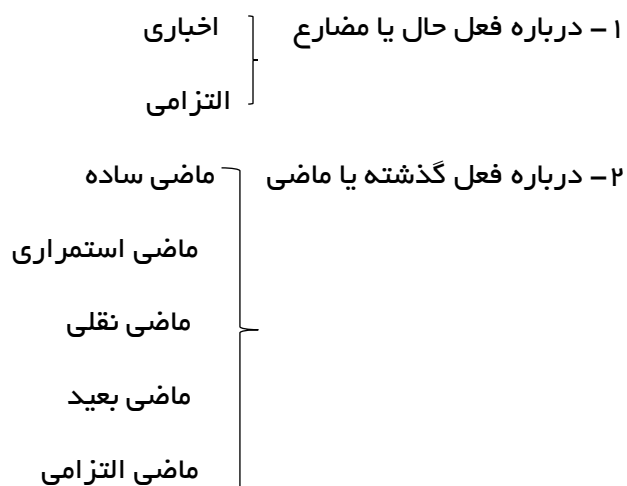 ۱– درباره فعل حال یا مضارع اخباری
التزامی
۲– درباره فعل گذشته یا ماضی ماضی ساده
ماضی استمراری
ماضی نقلی
ماضی بعید
ماضی التزامی